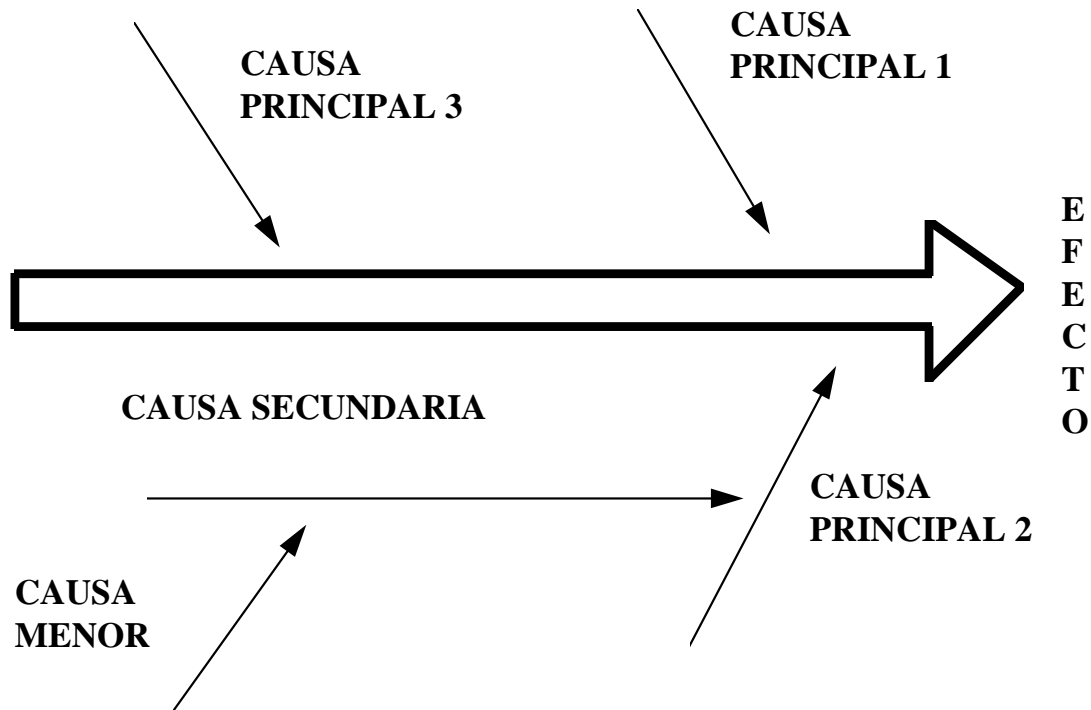 CAUSA
PRINCIPAL 3
CAUSA
PRINCIPAL 1
E
F
E
C
T
O
CAUSA SECUNDARIA
CAUSA
PRINCIPAL 2
CAUSA
MENOR